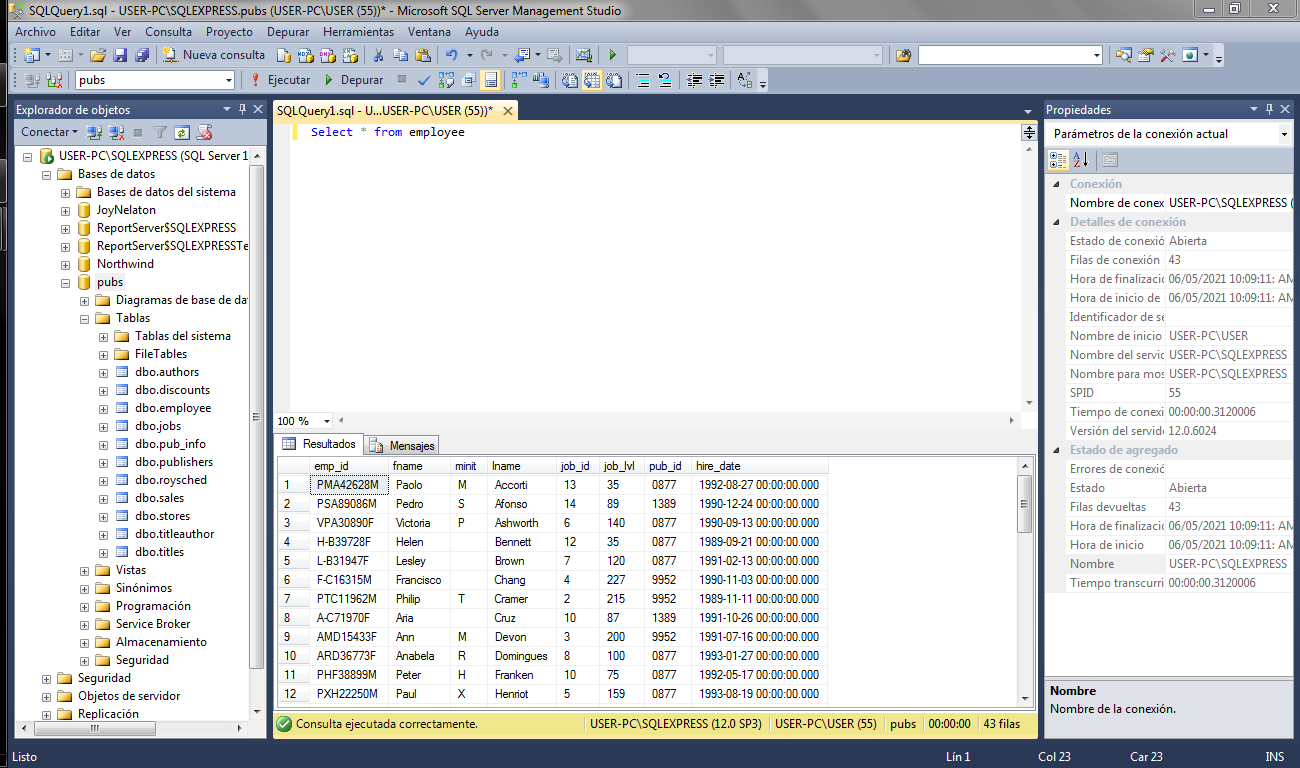 SQLQuery1.sql - USER-PC\SQLEXPRESS.pubs (USER-PC\USER (55))* - Microsoft SQL Server Management Studio
Archivo Editar Ver Consulta Proyecto Depurar Herramientas Ventana Ayuda
Nueva consulta
pubs Ejecutar Depurar
Explorador de objetos
Conectar
USER-PC\SQLEXPRESS (SQL Server 1
Bases de datos
Bases de datos del sistema
JoyNelaton
ReportServer$SQLEXPRESS
ReportServer$SQLEXPRESSTe
Northwind
pubs
Diagramas de base de da
Tablas
Tablas del sistema
FileTables
dbo.authors
dbo.discounts
dbo.employee
dbo.jobs
dbo.pub_info
dbo.publishers
dbo.roysched
dbo.sales
dbo.stores
dbo.titleauthor
dbo.titles
Vistas
Sinónimos
Programación
Service Broker
Almacenamiento
Seguridad
Seguridad
Objetos de servidor
Replicación
SQLQuery1.sql - U...USER-PC\USER (55))*
Select * from employee
100 %
Resultados Mensajes
emp_id fname minit lname job_id job_lvl pub_id hire_date
1 PMA42628M Paolo M Accorti 13 35 0877 1992-08-27 00:00:00.000
2 PSA89086M Pedro S Afonso 14 89 1389 1990-12-24 00:00:00.000
3 VPA30890F Victoria P Ashworth 6 140 0877 1990-09-13 00:00:00.000
4 H-B39728F Helen Bennett 12 35 0877 1989-09-21 00:00:00.000
5 L-B31947F Lesley Brown 7 120 0877 1991-02-13 00:00:00.000
6 F-C16315M Francisco Chang 4 227 9952 1990-11-03 00:00:00.000
7 PTC11962M Philip T Cramer 2 215 9952 1989-11-11 00:00:00.000
8 A-C71970F Aria Cruz 10 87 1389 1991-10-26 00:00:00.000
9 AMD15433F Ann M Devon 3 200 9952 1991-07-16 00:00:00.000
10 ARD36773F Anabela R Domingues 8 100 0877 1993-01-27 00:00:00.000
11 PHF38899M Peter H Franken 10 75 0877 1992-05-17 00:00:00.000
12 PXH22250M Paul X Henriot 5 159 0877 1993-08-19 00:00:00.000
Consulta ejecutada correctamente. USER-PC\SQLEXPRESS (12.0 SP3) USER-PC\USER (55) pubs 00:00:00 43 filas
Propiedades
Parámetros de la conexión actual
Conexión
Nombre de conex USER-PC\SQLEXPRESS (
Detalles de conexión
Estado de conexió Abierta
Filas de conexión 43
Hora de finalizació 06/05/2021 10:09:11: AM
Hora de inicio de 06/05/2021 10:09:11: AM
Identificador de se
Nombre de inicio USER-PC\USER
Nombre del servic USER-PC\SQLEXPRESS
Nombre para mos USER-PC\SQLEXPRESS
SPID 55
Tiempo de conexi 00:00:00.3120006
Versión del servid 12.0.6024
Estado de agregado
Errores de conexió
Estado Abierta
Filas devueltas 43
Hora de finalizació 06/05/2021 10:09:11: AM
Hora de inicio 06/05/2021 10:09:11: AM
Nombre USER-PC\SQLEXPRESS
Tiempo transcurri 00:00:00.3120006
Nombre
Nombre de la conexión.
Listo Lín 1 Col 23 Car 23 INS